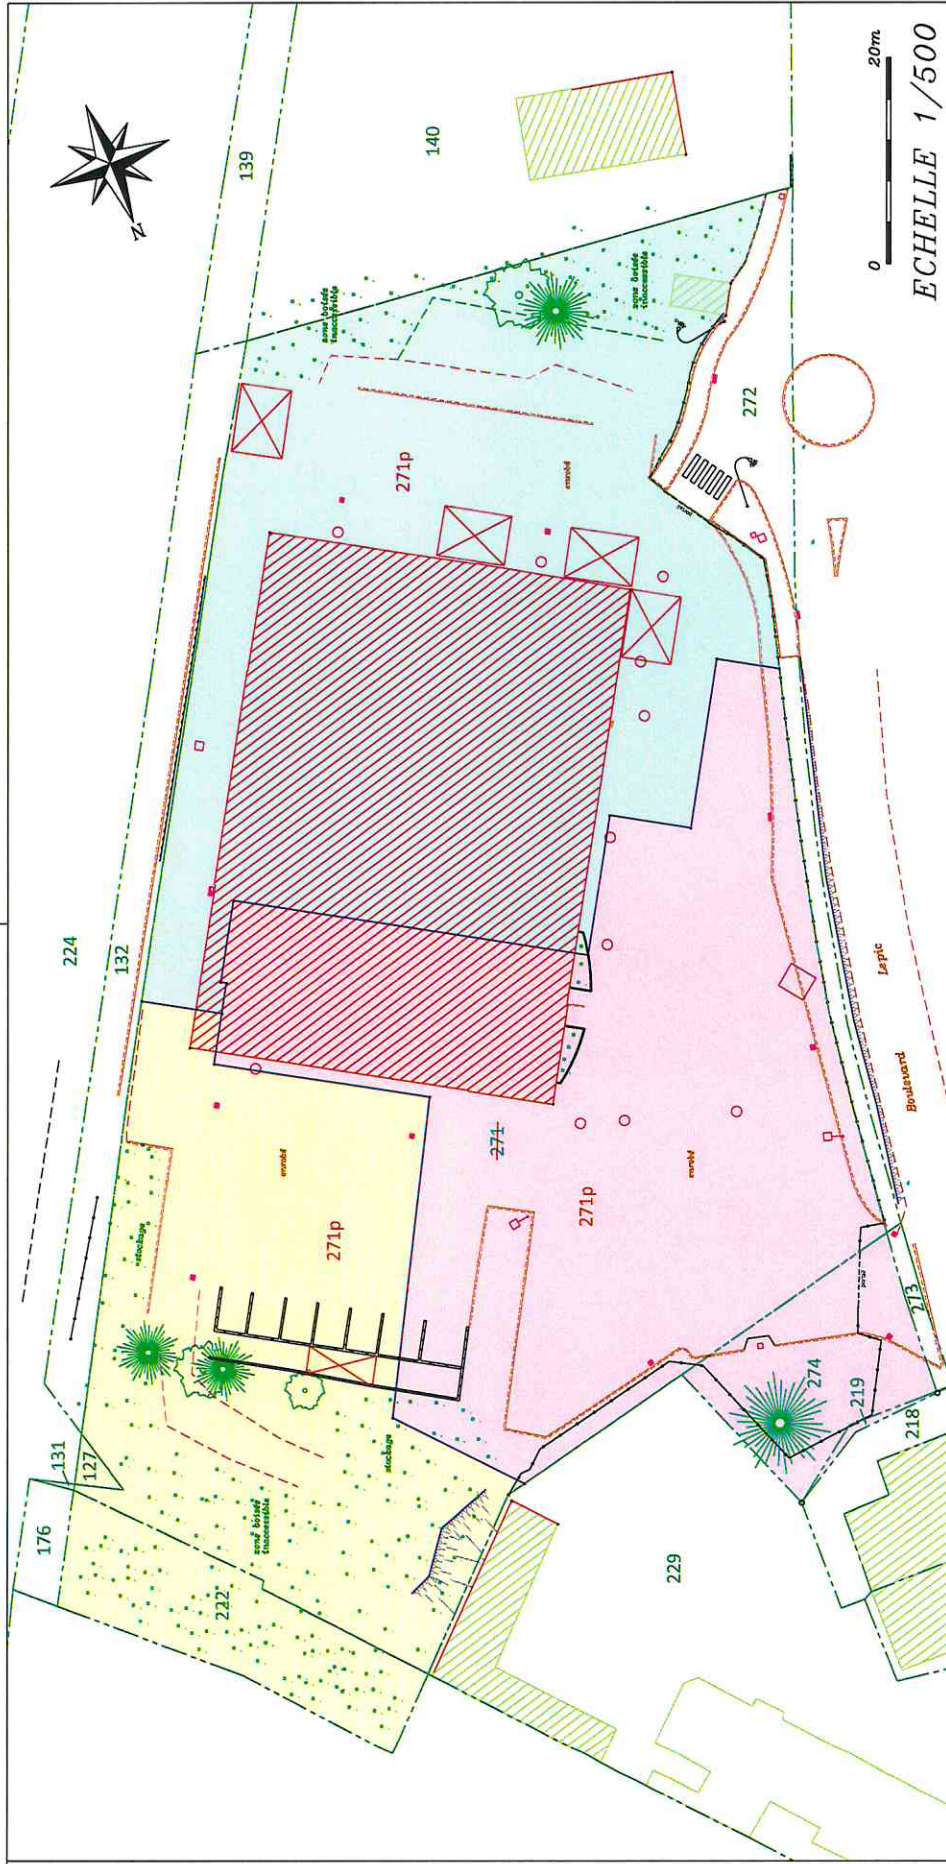 224
132
139
140
N
0 20m
ECHELLE 1/500
zone boisée
inaccessible
zone boisée
inaccessible
271p
enrobé
272
portail
Boulevard Lepic
271
271p
enrobé
271p
enrobé
stockage
stockage
zone boisée
inaccessible
131
127
176
222
229
274
219
218
273
portail